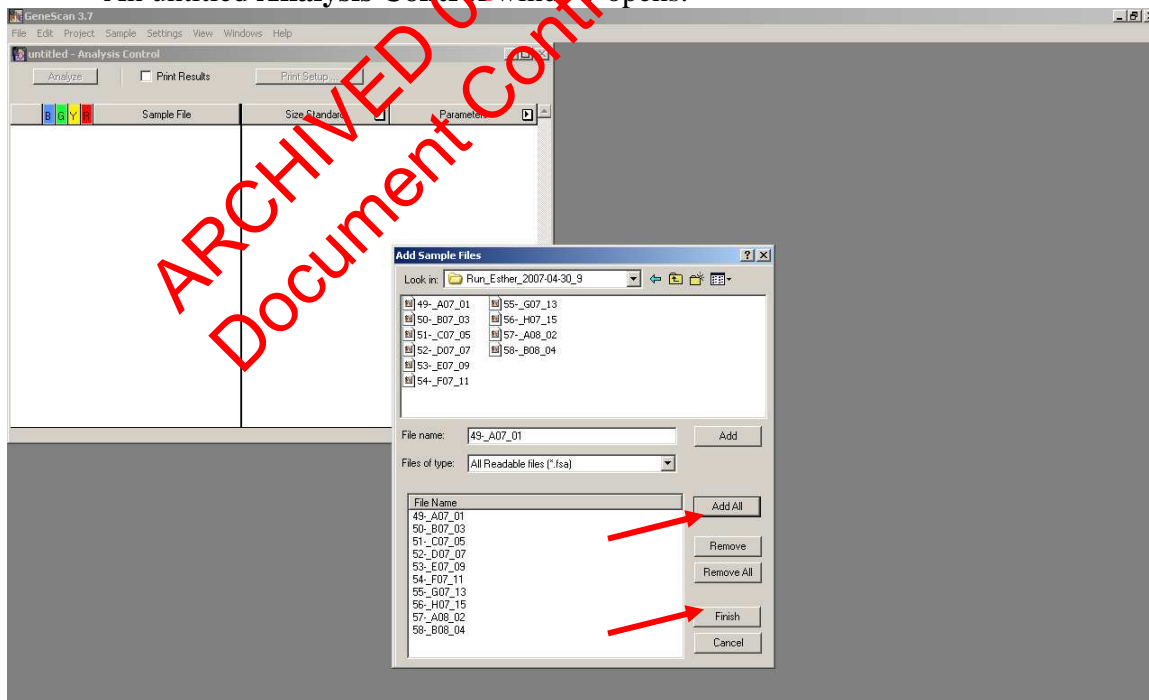 An untitled Analysis Control window opens.
GeneScan 3.7
File Edit Project Sample Settings View Windows Help
untitled - Analysis Control
Analyze Print Results Print Setup ...
B G Y R Sample File Size Standard Parameters
ARCHIVED
Document Cont
Add Sample Files
Look in: Run_Esther_2007-04-30_9
49-_A07_01 55-_G07_13
50-_B07_03 56-_H07_15
51-_C07_05 57-_A08_02
52-_D07_07 58-_B08_04
53-_E07_09
54-_F07_11
File name: 49-_A07_01 Add
Files of type: All Readable files (*.fsa)
File Name Add All
49-_A07_01
50-_B07_03
51-_C07_05
52-_D07_07
53-_E07_09
54-_F07_11
55-_G07_13
56-_H07_15
57-_A08_02
58-_B08_04
Remove
Remove All
Finish
Cancel